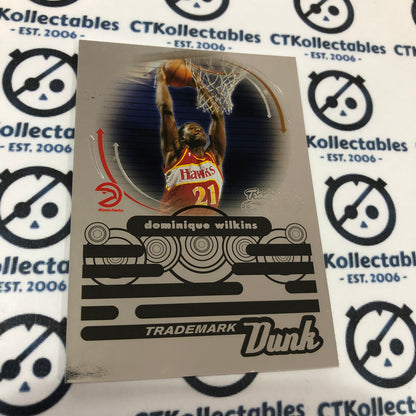 CTKollectables
- EST. 2006 -
CTKollectables
- EST. 2006 -
Kollectables
- EST. 2006 -
HAWKS
21
Atlanta Hawks
dominique wilkins
TRADEMARK Dunk
Kollectables
- EST. 2006 -
CTKollectables
- EST. 2006 -